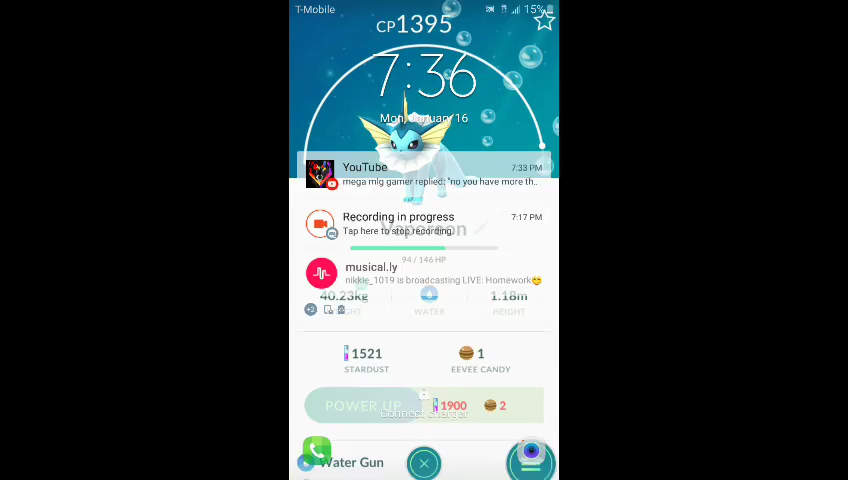 T-Mobile 15%
CP1395
7:36
Mon, January 16
YouTube 7:33 PM
mega mlg gamer replied: "no you have more th..
Recording in progress 7:17 PM
Tap here to stop recording.
Vaporeon
94 / 146 HP
musical.ly
nikkie_1019 is broadcasting LIVE: Homework😋
40.23kg 1.18m
+2 WEIGHT WATER HEIGHT
1521 1
STARDUST EEVEE CANDY
POWER UP 1900 2
Connect charger
Water Gun